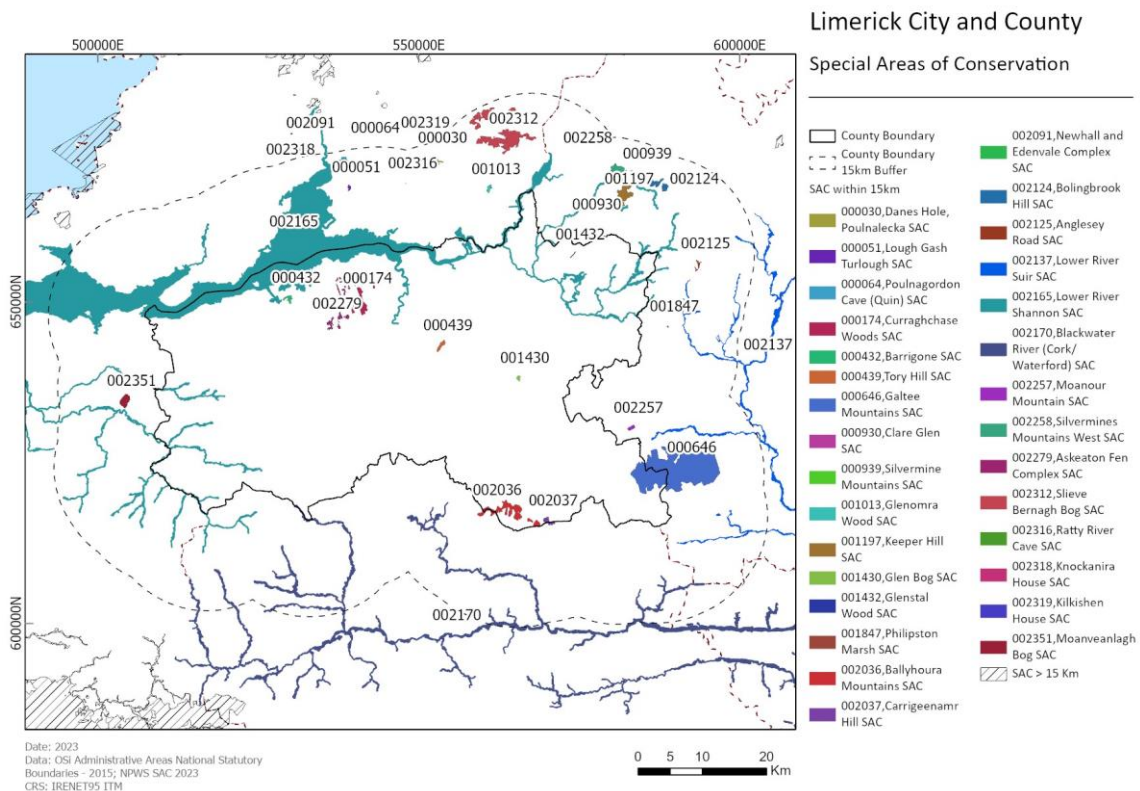 Limerick City and County
Special Areas of Conservation
500000E
550000E
600000E
650000N
600000N
002091
000064
002319
002312
002318
000030
002258
000051
002316
000939
001013
001197
002124
000930
002165
001432
002125
000432
000174
002279
001847
000439
002137
001430
002351
002257
000646
002036
002037
002170
County Boundary
County Boundary
15km Buffer
SAC within 15km
000030,Danes Hole,
Poulnalecka SAC
000051,Lough Gash
Turlough SAC
000064,Poulnagordon
Cave (Quin) SAC
000174,Curraghchase
Woods SAC
000432,Barrigone SAC
000439,Tory Hill SAC
000646,Galtee
Mountains SAC
000930,Clare Glen
SAC
000939,Silvermine
Mountains SAC
001013,Glenomra
Wood SAC
001197,Keeper Hill
SAC
001430,Glen Bog SAC
001432,Glenstal
Wood SAC
001847,Philipston
Marsh SAC
002036,Ballyhoura
Mountains SAC
002037,Carrigeenamr
Hill SAC
002091,Newhall and
Edenvale Complex
SAC
002124,Bolingbrook
Hill SAC
002125,Anglesey
Road SAC
002137,Lower River
Suir SAC
002165,Lower River
Shannon SAC
002170,Blackwater
River (Cork/
Waterford) SAC
002257,Moanour
Mountain SAC
002258,Silvermines
Mountains West SAC
002279,Askeaton Fen
Complex SAC
002312,Slieve
Bernagh Bog SAC
002316,Ratty River
Cave SAC
002318,Knockanira
House SAC
002319,Kilkishen
House SAC
002351,Moanveanlagh
Bog SAC
SAC > 15 Km
Date: 2023
Data: OSi Administrative Areas National Statutory
Boundaries - 2015; NPWS SAC 2023
CRS: IRENET95 ITM
0 5 10 20
Km